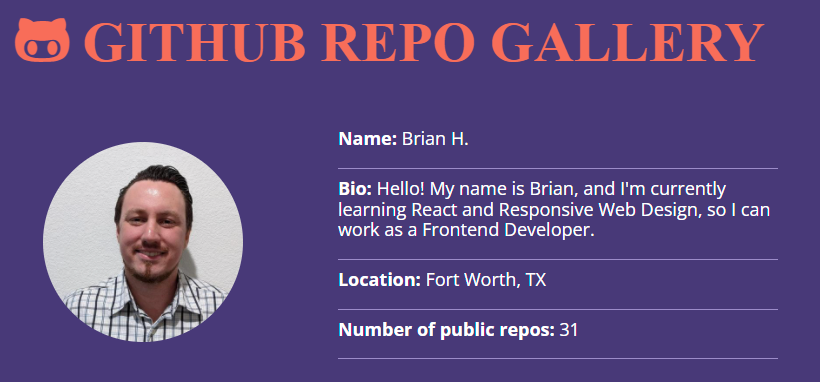 GITHUB REPO GALLERY
Name: Brian H.
Bio: Hello! My name is Brian, and I'm currently
learning React and Responsive Web Design, so I can
work as a Frontend Developer.
Location: Fort Worth, TX
Number of public repos: 31